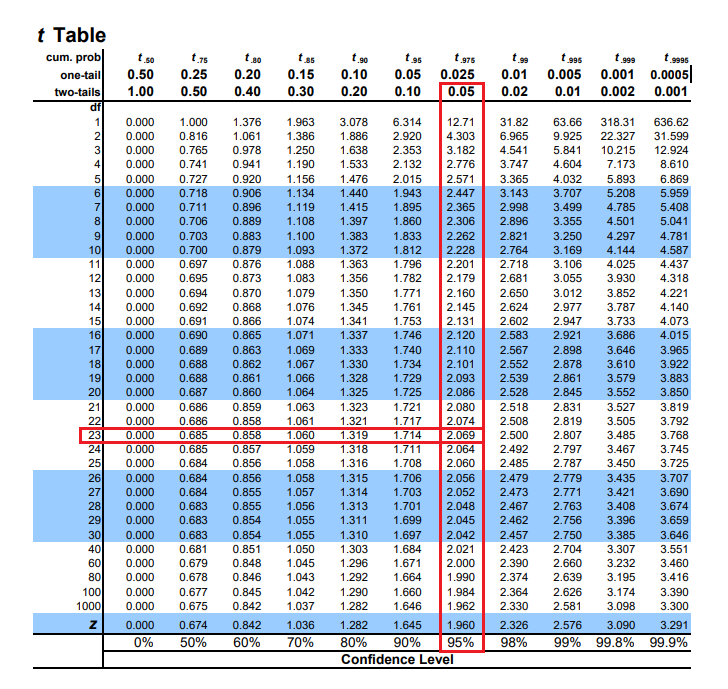 t Table
cum. prob t .50 t .75 t .80 t .85 t .90 t .95 t .975 t .99 t .995 t .999 t .9995
one-tail 0.50 0.25 0.20 0.15 0.10 0.05 0.025 0.01 0.005 0.001 0.0005
two-tails 1.00 0.50 0.40 0.30 0.20 0.10 0.05 0.02 0.01 0.002 0.001
df
1 0.000 1.000 1.376 1.963 3.078 6.314 12.71 31.82 63.66 318.31 636.62
2 0.000 0.816 1.061 1.386 1.886 2.920 4.303 6.965 9.925 22.327 31.599
3 0.000 0.765 0.978 1.250 1.638 2.353 3.182 4.541 5.841 10.215 12.924
4 0.000 0.741 0.941 1.190 1.533 2.132 2.776 3.747 4.604 7.173 8.610
5 0.000 0.727 0.920 1.156 1.476 2.015 2.571 3.365 4.032 5.893 6.869
6 0.000 0.718 0.906 1.134 1.440 1.943 2.447 3.143 3.707 5.208 5.959
7 0.000 0.711 0.896 1.119 1.415 1.895 2.365 2.998 3.499 4.785 5.408
8 0.000 0.706 0.889 1.108 1.397 1.860 2.306 2.896 3.355 4.501 5.041
9 0.000 0.703 0.883 1.100 1.383 1.833 2.262 2.821 3.250 4.297 4.781
10 0.000 0.700 0.879 1.093 1.372 1.812 2.228 2.764 3.169 4.144 4.587
11 0.000 0.697 0.876 1.088 1.363 1.796 2.201 2.718 3.106 4.025 4.437
12 0.000 0.695 0.873 1.083 1.356 1.782 2.179 2.681 3.055 3.930 4.318
13 0.000 0.694 0.870 1.079 1.350 1.771 2.160 2.650 3.012 3.852 4.221
14 0.000 0.692 0.868 1.076 1.345 1.761 2.145 2.624 2.977 3.787 4.140
15 0.000 0.691 0.866 1.074 1.341 1.753 2.131 2.602 2.947 3.733 4.073
16 0.000 0.690 0.865 1.071 1.337 1.746 2.120 2.583 2.921 3.686 4.015
17 0.000 0.689 0.863 1.069 1.333 1.740 2.110 2.567 2.898 3.646 3.965
18 0.000 0.688 0.862 1.067 1.330 1.734 2.101 2.552 2.878 3.610 3.922
19 0.000 0.688 0.861 1.066 1.328 1.729 2.093 2.539 2.861 3.579 3.883
20 0.000 0.687 0.860 1.064 1.325 1.725 2.086 2.528 2.845 3.552 3.850
21 0.000 0.686 0.859 1.063 1.323 1.721 2.080 2.518 2.831 3.527 3.819
22 0.000 0.686 0.858 1.061 1.321 1.717 2.074 2.508 2.819 3.505 3.792
23 0.000 0.685 0.858 1.060 1.319 1.714 2.069 2.500 2.807 3.485 3.768
24 0.000 0.685 0.857 1.059 1.318 1.711 2.064 2.492 2.797 3.467 3.745
25 0.000 0.684 0.856 1.058 1.316 1.708 2.060 2.485 2.787 3.450 3.725
26 0.000 0.684 0.856 1.058 1.315 1.706 2.056 2.479 2.779 3.435 3.707
27 0.000 0.684 0.855 1.057 1.314 1.703 2.052 2.473 2.771 3.421 3.690
28 0.000 0.683 0.855 1.056 1.313 1.701 2.048 2.467 2.763 3.408 3.674
29 0.000 0.683 0.854 1.055 1.311 1.699 2.045 2.462 2.756 3.396 3.659
30 0.000 0.683 0.854 1.055 1.310 1.697 2.042 2.457 2.750 3.385 3.646
40 0.000 0.681 0.851 1.050 1.303 1.684 2.021 2.423 2.704 3.307 3.551
60 0.000 0.679 0.848 1.045 1.296 1.671 2.000 2.390 2.660 3.232 3.460
80 0.000 0.678 0.846 1.043 1.292 1.664 1.990 2.374 2.639 3.195 3.416
100 0.000 0.677 0.845 1.042 1.290 1.660 1.984 2.364 2.626 3.174 3.390
1000 0.000 0.675 0.842 1.037 1.282 1.646 1.962 2.330 2.581 3.098 3.300
z 0.000 0.674 0.842 1.036 1.282 1.645 1.960 2.326 2.576 3.090 3.291
0% 50% 60% 70% 80% 90% 95% 98% 99% 99.8% 99.9%
Confidence Level